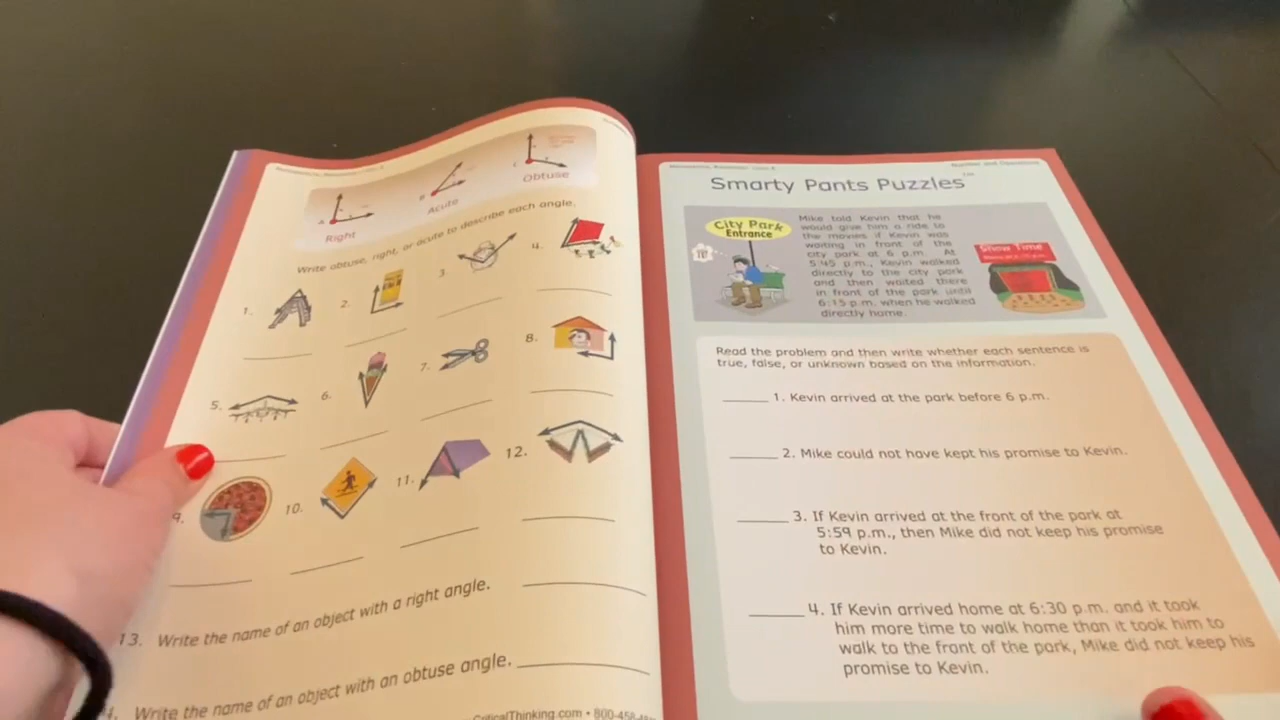 Right
Acute
Obtuse
Write obtuse, right, or acute to describe each angle.
1.
2.
3.
4.
5.
6.
7.
8.
9.
10.
11.
12.
13. Write the name of an object with a right angle.
Write the name of an object with an obtuse angle.
CriticalThinking.com • 800-458-
Number and Operations
Smarty Pants Puzzles™
City Park
Entrance
Mike told Kevin that he
would give him a ride to
the movies if Kevin was
waiting in front of the
city park at 6 p.m. At
5:45 p.m., Kevin walked
directly to the city park
and then waited there
in front of the park until
6:15 p.m. when he walked
directly home.
Show Time
Read the problem and then write whether each sentence is
true, false, or unknown based on the information.
1. Kevin arrived at the park before 6 p.m.
2. Mike could not have kept his promise to Kevin.
3. If Kevin arrived at the front of the park at
5:59 p.m., then Mike did not keep his promise
to Kevin.
4. If Kevin arrived home at 6:30 p.m. and it took
him more time to walk home than it took him to
walk to the front of the park, Mike did not keep his
promise to Kevin.